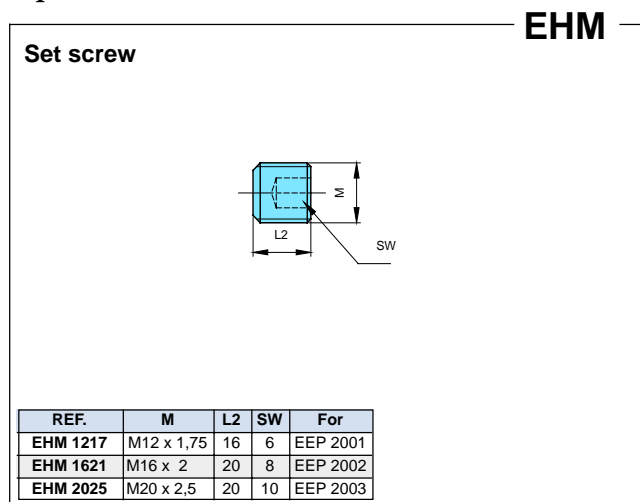 EHM
Set screw
M
L2
SW
REF. M L2 SW For
EHM 1217 M12 x 1,75 16 6 EEP 2001
EHM 1621 M16 x 2 20 8 EEP 2002
EHM 2025 M20 x 2,5 20 10 EEP 2003